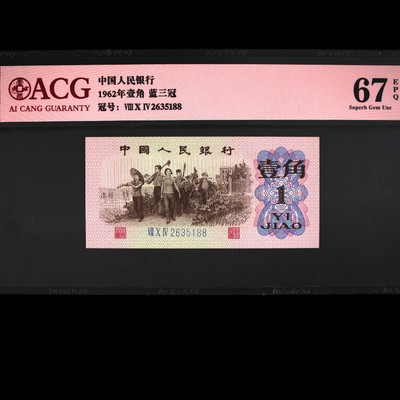 ACG
AI CANG GUARANTY
中国人民银行
1962年壹角 蓝三冠
冠号: Ⅷ Ⅹ Ⅳ 2635188
67
EPQ
Superb Gem Unc
中國人民銀行
壹角
1
YI
JIAO
Ⅷ Ⅹ Ⅳ 2635188